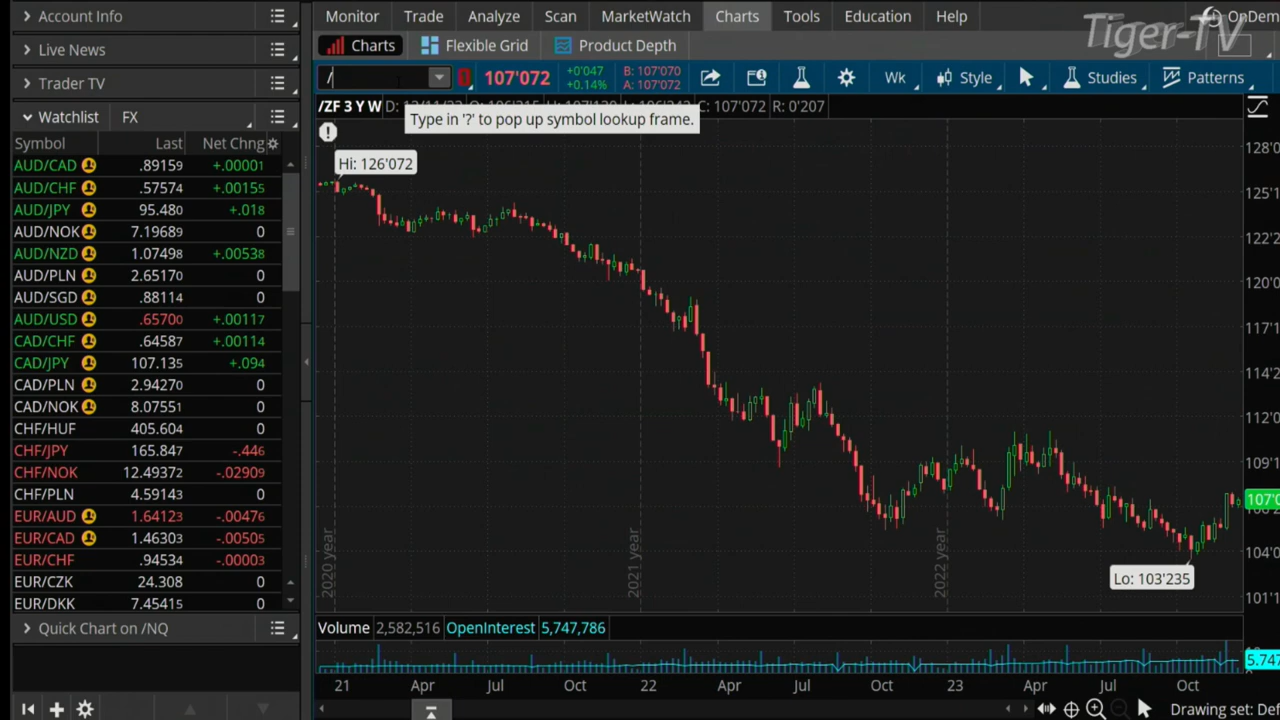 Account Info
Live News
Trader TV
Watchlist FX
Symbol Last Net Chng
AUD/CAD .89159 +.00001
AUD/CHF .57574 +.00155
AUD/JPY 95.480 +.018
AUD/NOK 7.19689 0
AUD/NZD 1.07498 +.00538
AUD/PLN 2.65170 0
AUD/SGD .88114 0
AUD/USD .65700 +.00117
CAD/CHF .64587 +.00114
CAD/JPY 107.135 +.094
CAD/PLN 2.94270 0
CAD/NOK 8.07551 0
CHF/HUF 405.604 0
CHF/JPY 165.847 -.446
CHF/NOK 12.49372 -.02909
CHF/PLN 4.59143 0
EUR/AUD 1.64123 -.00476
EUR/CAD 1.46303 -.00505
EUR/CHF .94534 -.00003
EUR/CZK 24.308 0
EUR/DKK 7.45415 0
Quick Chart on /NQ
Monitor Trade Analyze Scan MarketWatch Charts Tools Education Help OnDem
Tiger-TV
Charts Flexible Grid Product Depth
/ 107'072 +0'047 +0.14% B: 107'070 A: 107'072 Wk Style Studies Patterns
/ZF 3 Y W D: C: 107'072 R: 0'207
Type in '?' to pop up symbol lookup frame.
Hi: 126'072
128'0
125'1
122'2
120'0
114'2
112'0
109'1
107'0
104'0
101'1
Lo: 103'235
2020 year
2021 year
2022 year
Volume 2,582,516 OpenInterest 5,747,786
5.747
21 Apr Jul Oct 22 Apr Jul Oct 23 Apr Jul Oct
Drawing set: Def